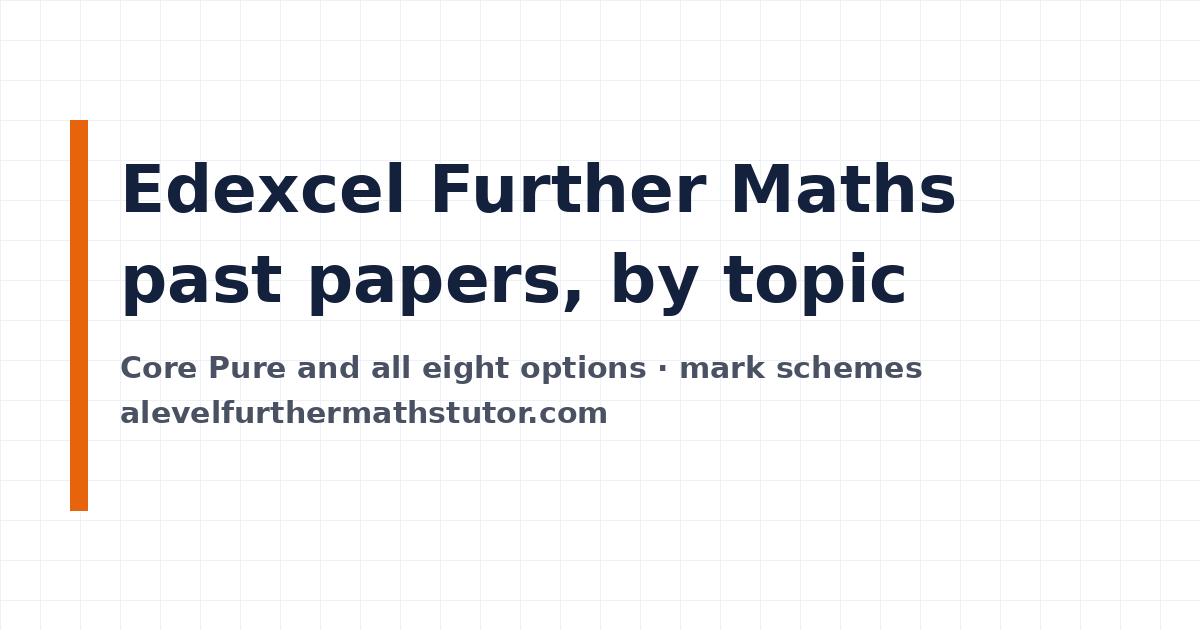 Edexcel Further Maths
past papers, by topic
Core Pure and all eight options · mark schemes
alevelfurthermathstutor.com